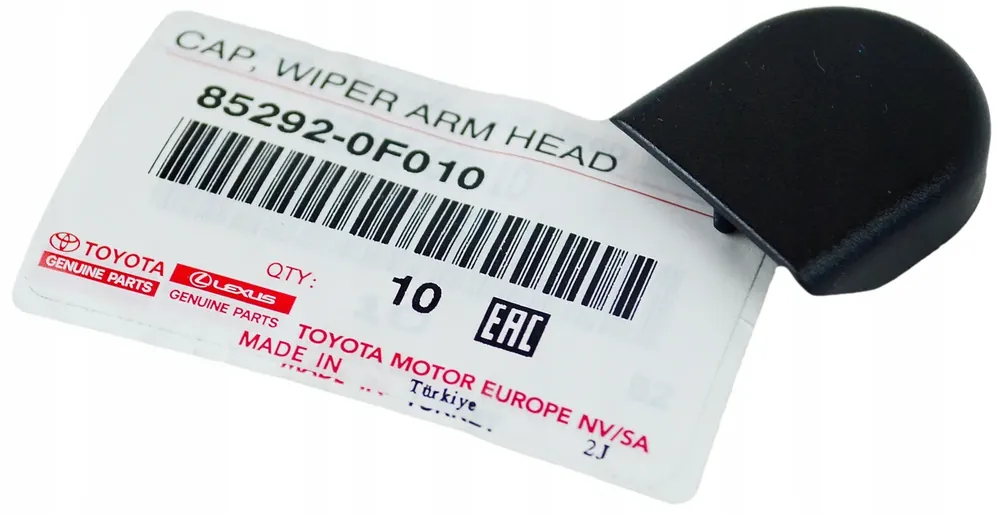 CAP, WIPER ARM HEAD
85292-0F010
TOYOTA
GENUINE PARTS
LEXUS
GENUINE PARTS
QTY:
10
EAC
TOYOTA MOTOR EUROPE NV/SA
MADE IN
Türkiye
2J